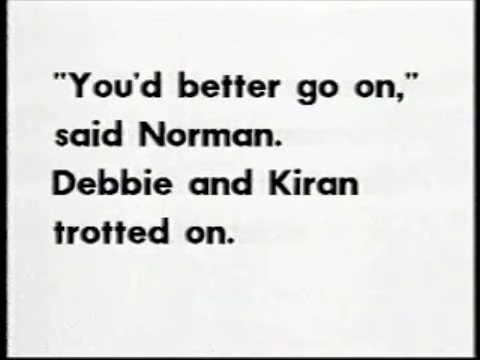 "You'd better go on,"
said Norman.
Debbie and Kiran
trotted on.